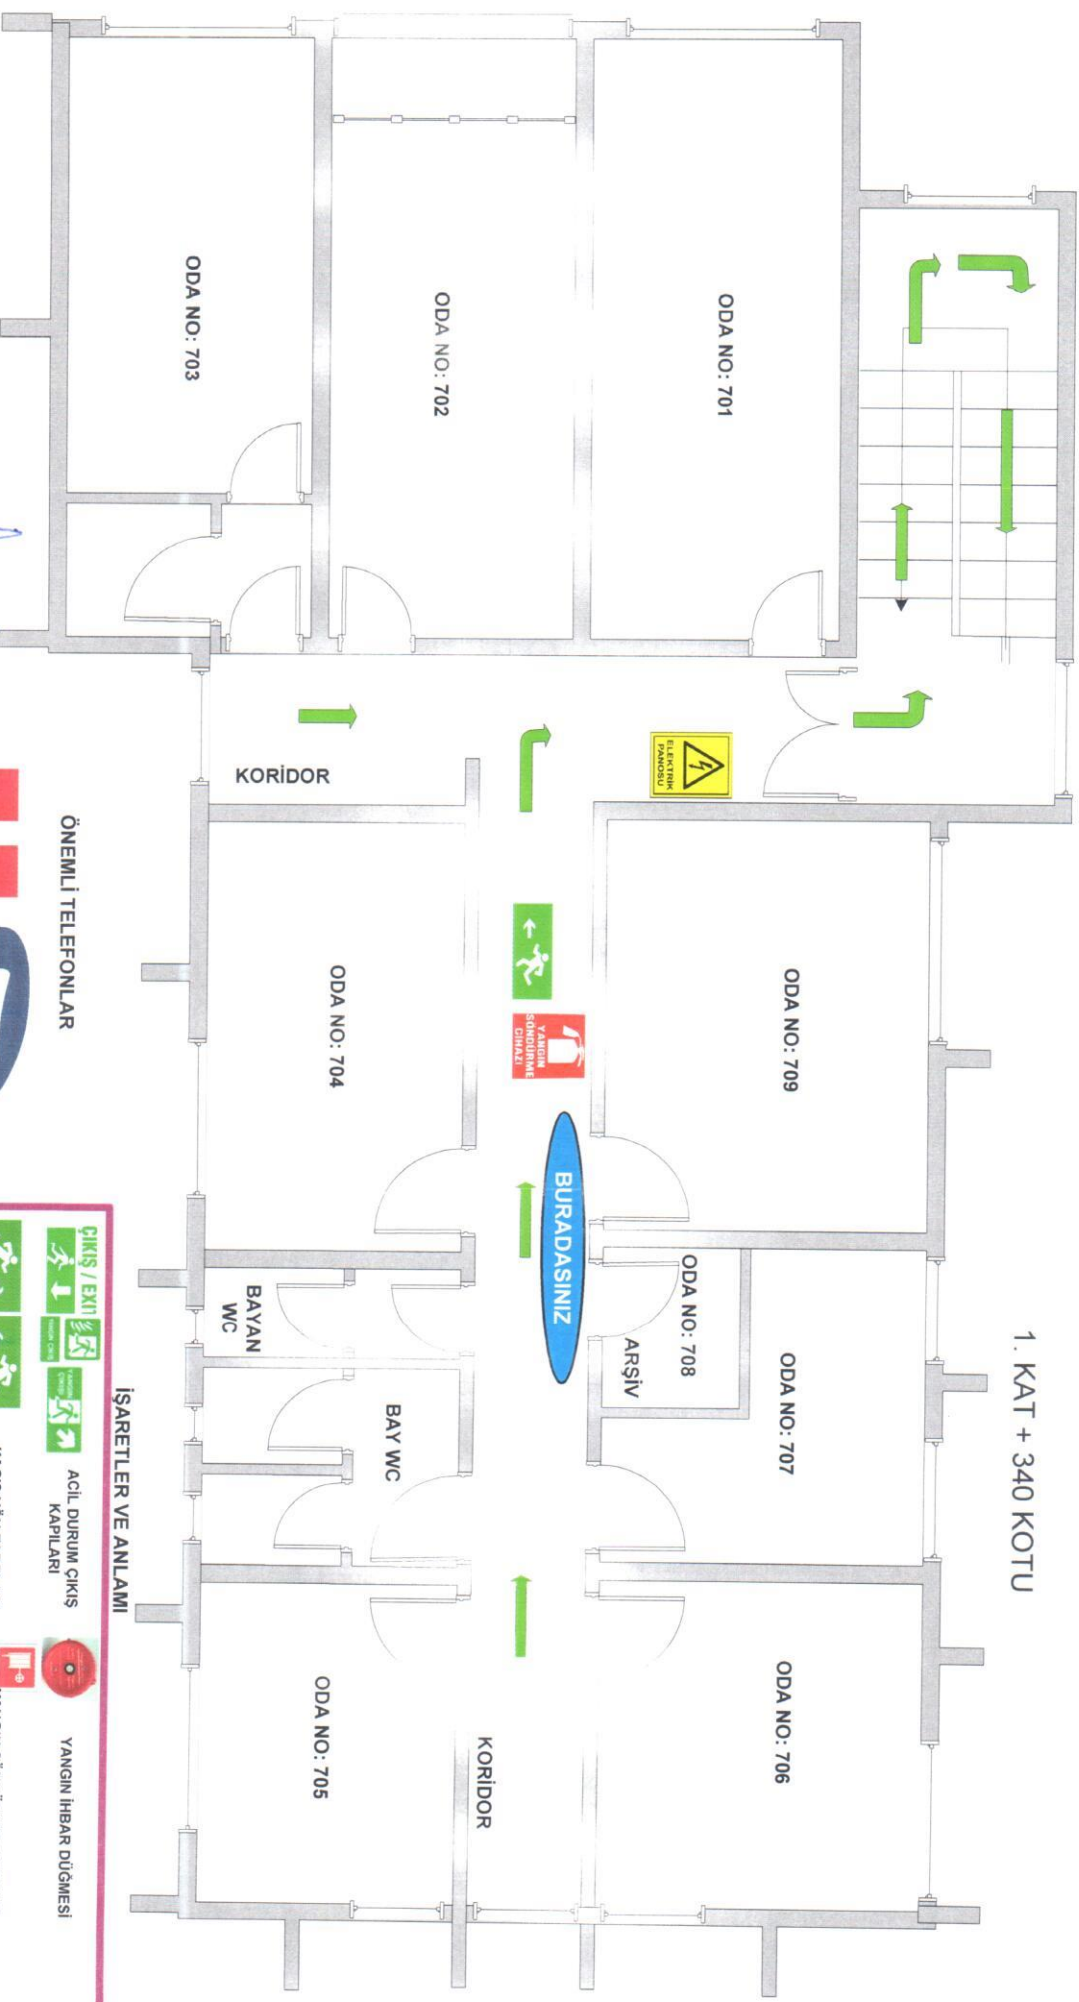 1. KAT + 340 KOTU
ODA NO: 701
ODA NO: 702
ODA NO: 703
ELEKTRİK
PANOSU
KORİDOR
ODA NO: 709
ODA NO: 704
YANGIN
SÖNDÜRME
CİHAZI
BURADASINIZ
ODA NO: 708
ARŞİV
ODA NO: 707
BAYAN
WC
BAY WC
ODA NO: 706
ODA NO: 705
KORİDOR
ÖNEMLİ TELEFONLAR
İŞARETLER VE ANLAMI
ÇIKIŞ / EXIT
ACİL DURUM ÇIKIŞ
KAPILARI
YANGIN İHBAR DÜĞMESİ